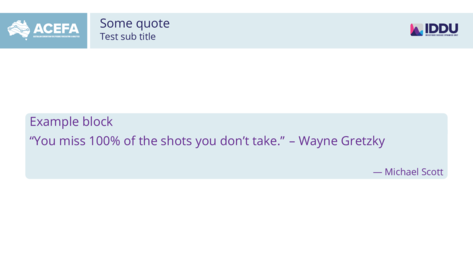 ACEFA
Some quote
Test sub title
IDDU
Example block
“You miss 100% of the shots you don’t take.” – Wayne Gretzky
— Michael Scott